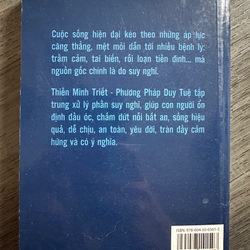 Cuộc sống hiện đại kéo theo những áp lực
căng thẳng, mệt mỏi dẫn tới nhiều bệnh lý:
trầm cảm, tai biến, rối loạn tiền đình... mà
nguồn gốc chính là do suy nghĩ.
Thiền Minh Triết - Phương Pháp Duy Tuệ tập
trung xử lý phần suy nghĩ, giúp con người ổn
định đầu óc, chấm dứt nỗi bất an, sống hiệu
quả, dễ chịu, an toàn, yêu đời, tràn đầy cảm
hứng và có ý nghĩa.